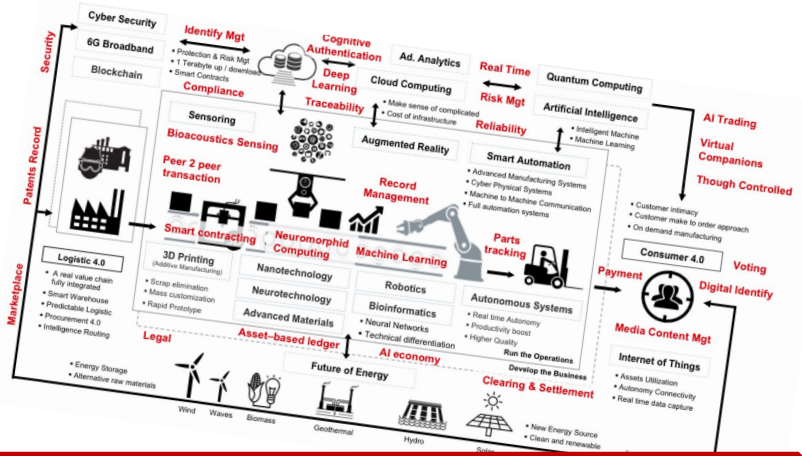 Cyber Security
6G Broadband
Blockchain
Security
Identify Mgt
• Protection & Risk Mgt
• 1 Terabyte up / download
• Smart Contracts
Compliance
Cognitive
Authentication
Deep
Learning
Traceability
Ad. Analytics
Cloud Computing
• Make sense of complicated
• Cost of infrastructure
Real Time
Risk Mgt
Reliability
Quantum Computing
Artificial Intelligence
• Intelligent Machine
• Machine Learning
AI Trading
Virtual
Companions
Though Controlled
Patents Record
Sensoring
Bioacoustics Sensing
Peer 2 peer
transaction
Augmented Reality
Smart Automation
• Advanced Manufacturing Systems
• Cyber Physical Systems
• Machine to Machine Communication
• Full automation systems
Record
Management
• Customer intimacy
• Customer make to order approach
• On demand manufacturing
Consumer 4.0
Voting
Digital Identify
Payment
Media Content Mgt
Parts
tracking
Smart contracting
Neuromorphid
Computing
Machine Learning
Logistic 4.0
• A real value chain
fully integrated
• Smart Warehouse
• Predictable Logistic
• Procurement 4.0
• Intelligence Routing
Marketplace
3D Printing
(Additive Manufacturing)
• Scrap elimination
• Mass customization
• Rapid Prototype
Nanotechnology
Neurotechnology
Advanced Materials
Robotics
Bioinformatics
• Neural Networks
• Technical differentiation
Autonomous Systems
• Real time Autonomy
• Productivity boost
• Higher Quality
Run the Operations
Develop the Business
Internet of Things
• Assets Utilization
• Autonomy Connectivity
• Real time data capture
Legal
Asset–based ledger
AI economy
Clearing & Settlement
• Energy Storage
• Alternative raw materials
Future of Energy
Wind
Waves
Biomass
Geothermal
Hydro
Solar
• New Energy Source
• Clean and renewable